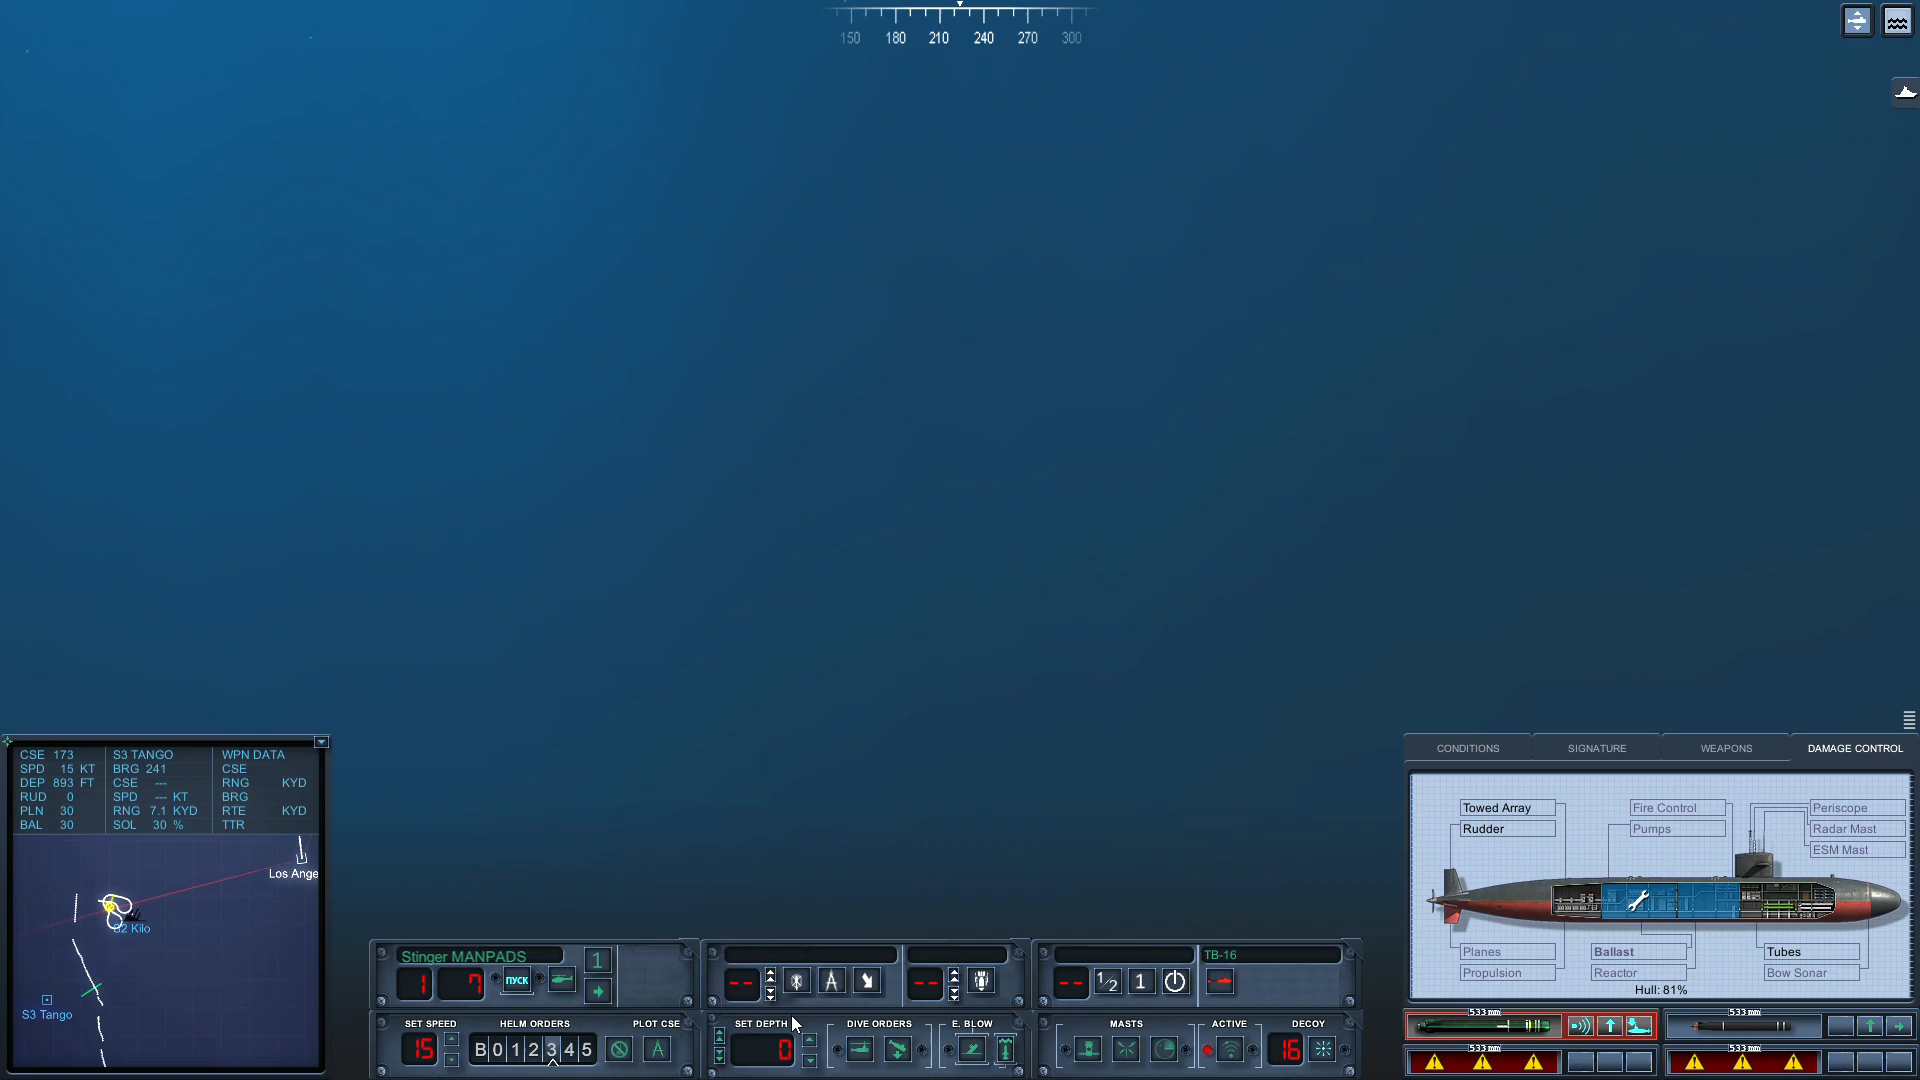 150 180 210 240 270 300
CSE 173
SPD 15 KT
DEP 893 FT
RUD 0
PLN 30
BAL 30
S3 TANGO
BRG 241
CSE ---
SPD --- KT
RNG 7.1 KYD
SOL 30 %
WPN DATA
CSE
RNG KYD
BRG
RTE KYD
TTR
Los Ange
S2 Kilo
S3 Tango
Stinger MANPADS
1
1 7 ПУСК
-- -- -- 1/2 1
TB-16
SET SPEED HELM ORDERS PLOT CSE
15 B 0 1 2 3 4 5
SET DEPTH DIVE ORDERS E. BLOW
0
MASTS ACTIVE DECOY
16
CONDITIONS SIGNATURE WEAPONS DAMAGE CONTROL
Towed Array Fire Control Periscope
Rudder Pumps Radar Mast
ESM Mast
Planes Ballast Tubes
Propulsion Reactor Bow Sonar
Hull: 81%
533 mm 533 mm
533 mm 533 mm